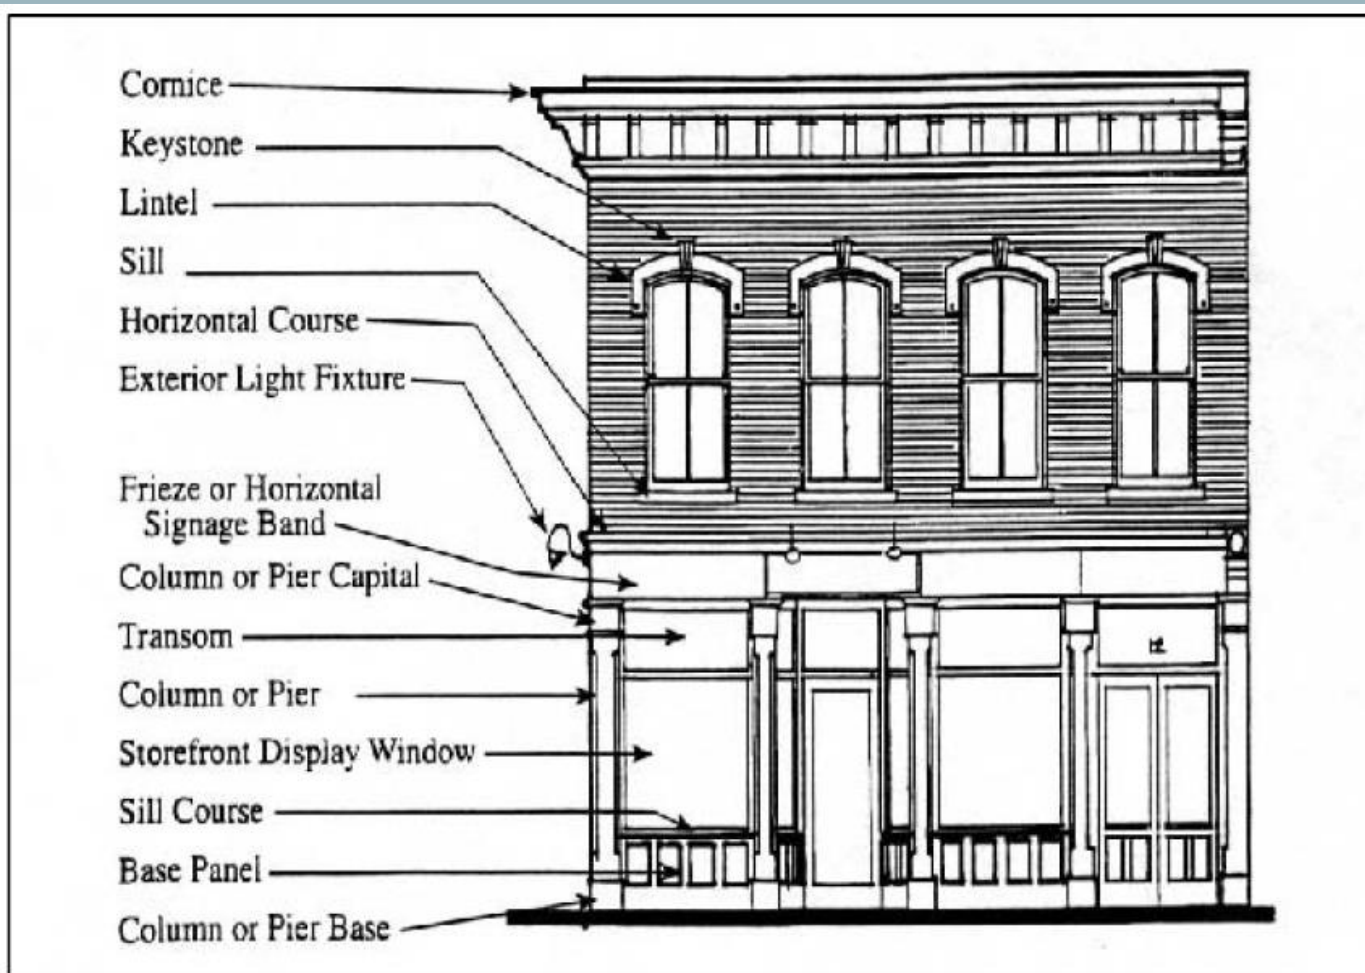 Cornice
Keystone
Lintel
Sill
Horizontal Course
Exterior Light Fixture
Frieze or Horizontal
Signage Band
Column or Pier Capital
Transom
Column or Pier
Storefront Display Window
Sill Course
Base Panel
Column or Pier Base